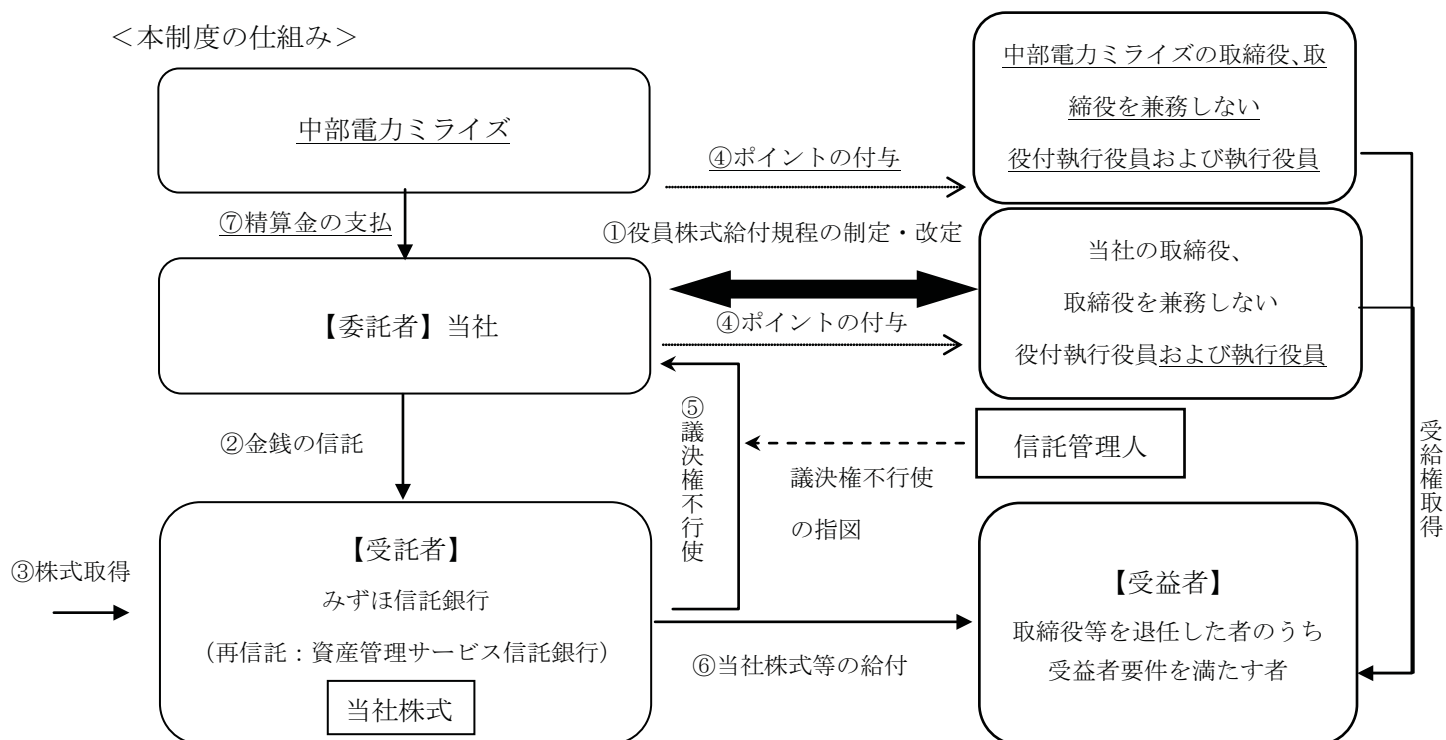 ＜本制度の仕組み＞
中部電力ミライズ
中部電力ミライズの取締役、取
締役を兼務しない
役付執行役員および執行役員
④ポイントの付与
⑦精算金の支払
①役員株式給付規程の制定・改定
【委託者】当社
当社の取締役、
取締役を兼務しない
役付執行役員および執行役員
④ポイントの付与
②金銭の信託
⑤議決権不行使
信託管理人
議決権不行使
の指図
受給権取得
③株式取得
【受託者】
みずほ信託銀行
（再信託：資産管理サービス信託銀行）
当社株式
⑥当社株式等の給付
【受益者】
取締役等を退任した者のうち
受益者要件を満たす者